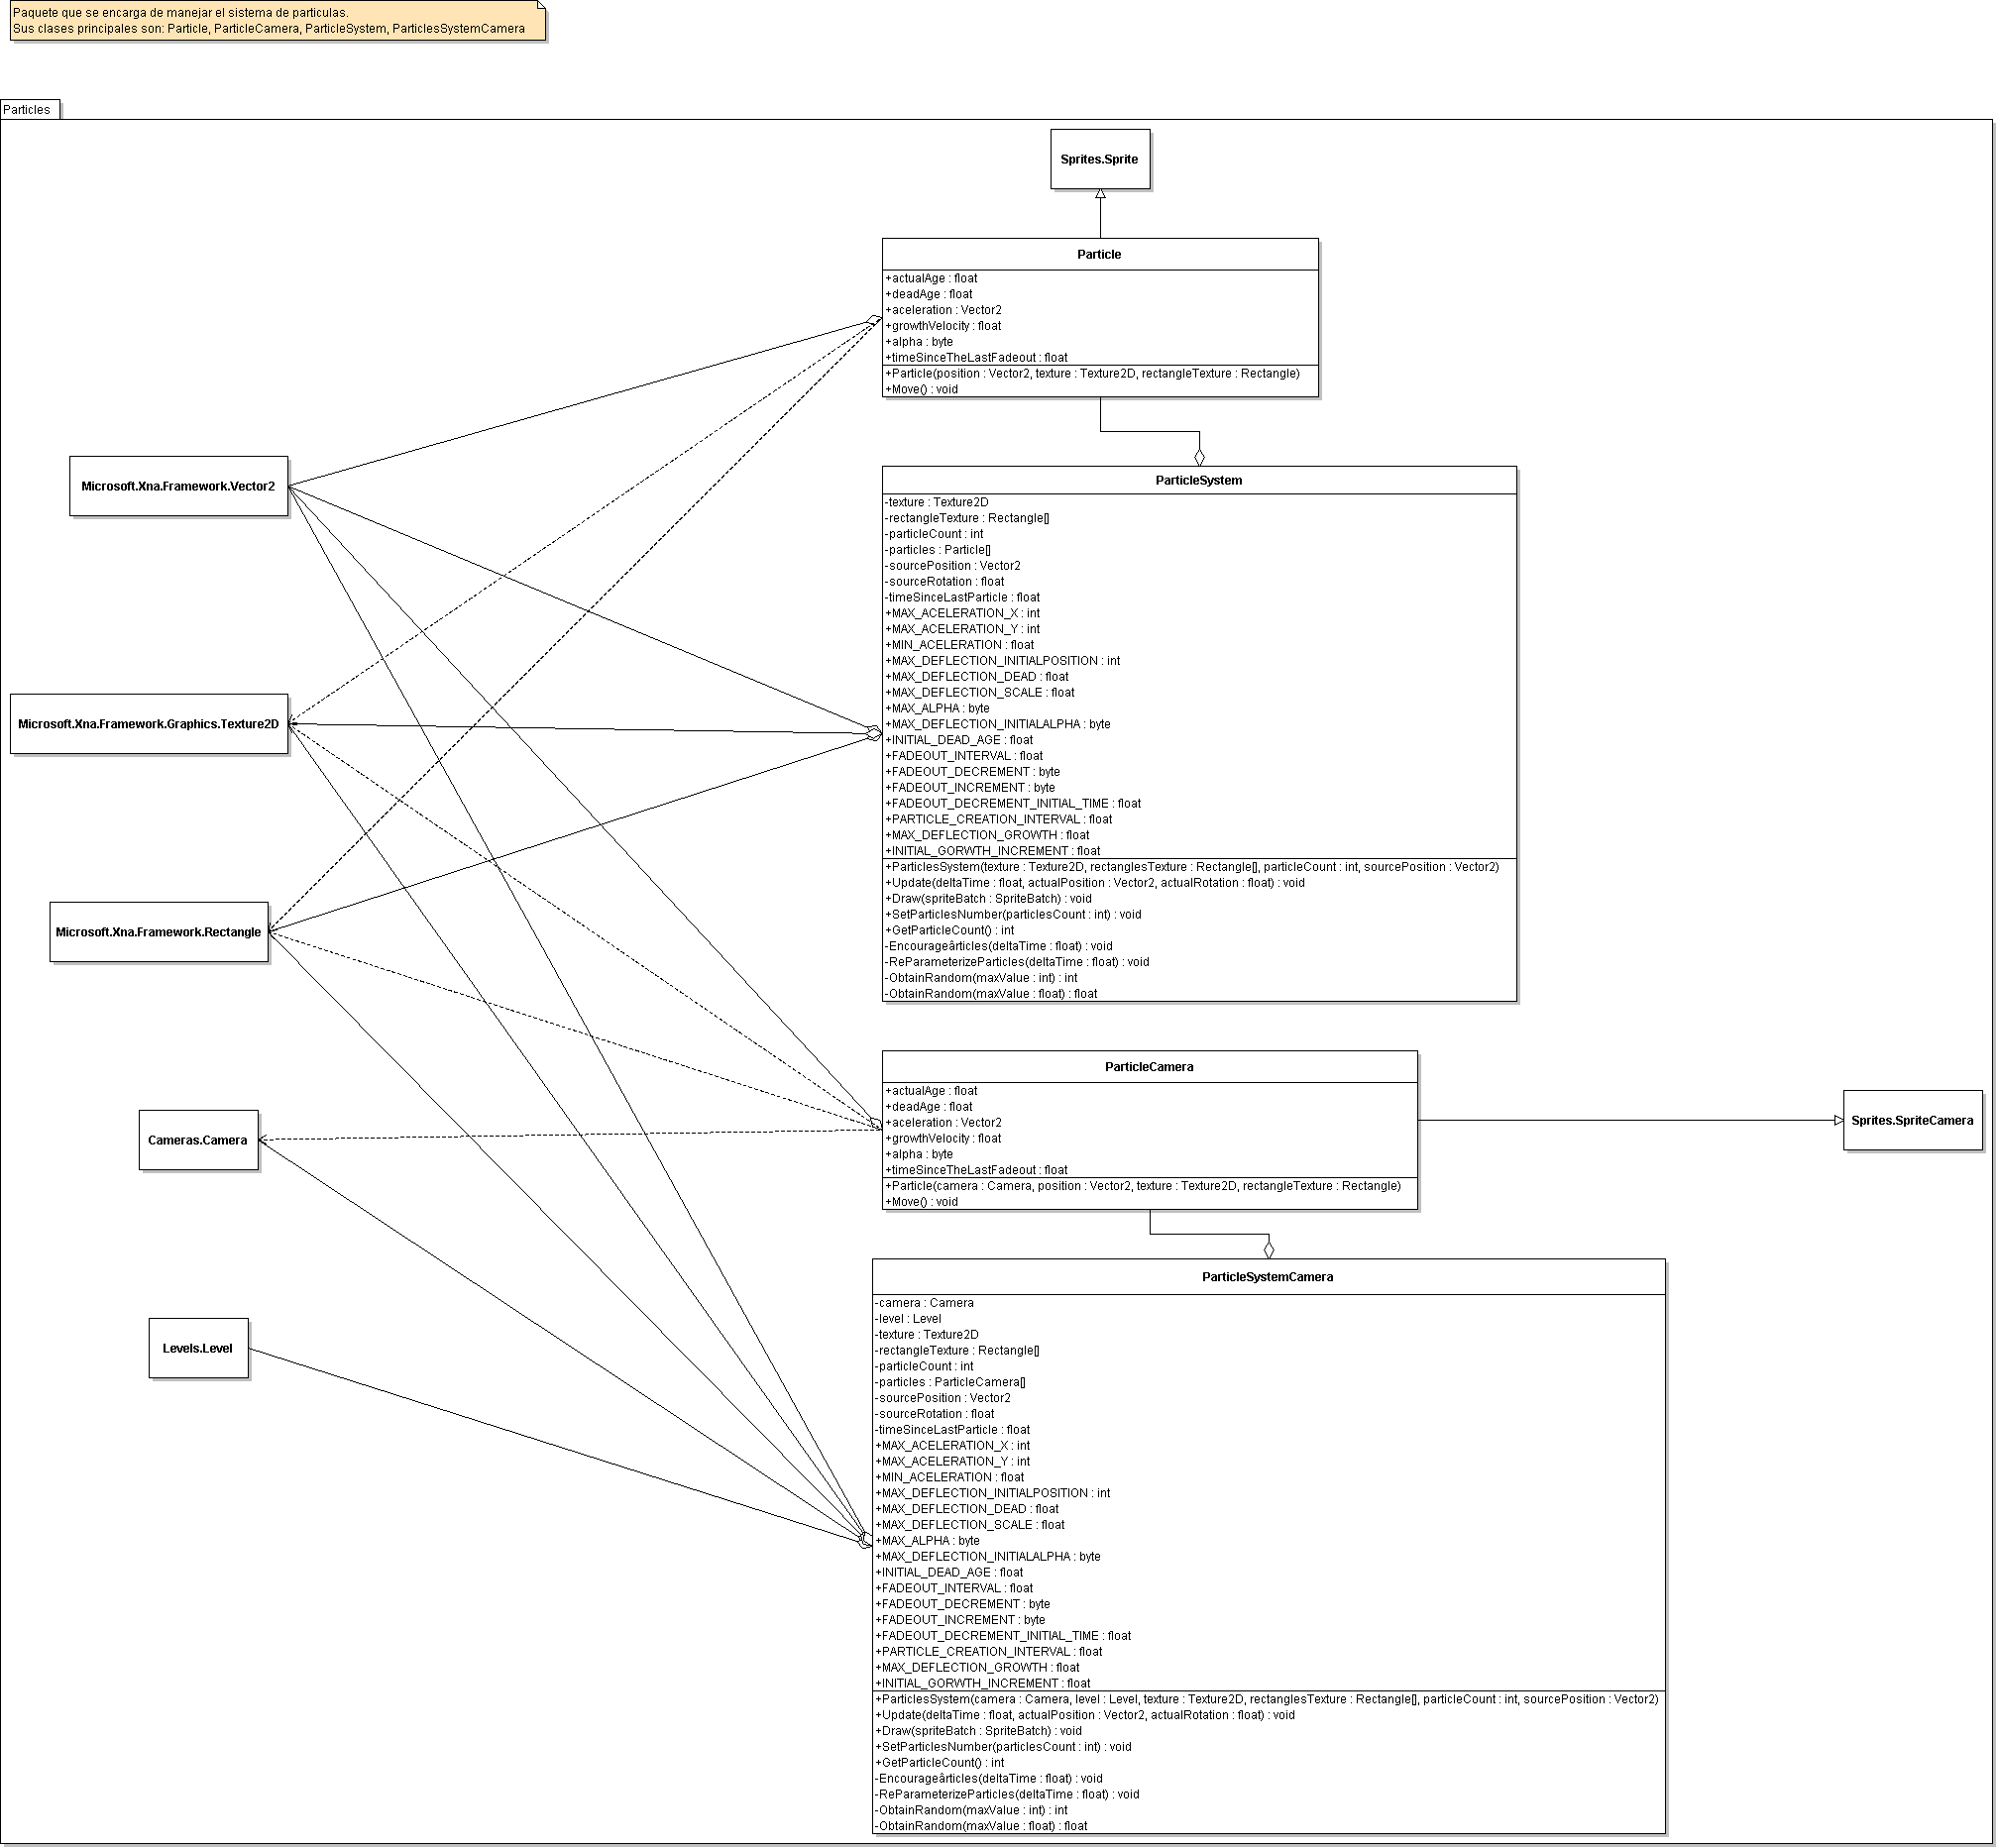 Paquete que se encarga de manejar el sistema de particulas.
Sus clases principales son: Particle, ParticleCamera, ParticleSystem, ParticlesSystemCamera
Particles
Sprites.Sprite
Particle
+actualAge : float
+deadAge : float
+aceleration : Vector2
+growthVelocity : float
+alpha : byte
+timeSinceTheLastFadeout : float
+Particle(position : Vector2, texture : Texture2D, rectangleTexture : Rectangle)
+Move() : void
Microsoft.Xna.Framework.Vector2
Microsoft.Xna.Framework.Graphics.Texture2D
Microsoft.Xna.Framework.Rectangle
Cameras.Camera
Levels.Level
ParticleSystem
-texture : Texture2D
-rectangleTexture : Rectangle[]
-particleCount : int
-particles : Particle[]
-sourcePosition : Vector2
-sourceRotation : float
-timeSinceLastParticle : float
+MAX_ACELERATION_X : int
+MAX_ACELERATION_Y : int
+MIN_ACELERATION : float
+MAX_DEFLECTION_INITIALPOSITION : int
+MAX_DEFLECTION_DEAD : float
+MAX_DEFLECTION_SCALE : float
+MAX_ALPHA : byte
+MAX_DEFLECTION_INITIALALPHA : byte
+INITIAL_DEAD_AGE : float
+FADEOUT_INTERVAL : float
+FADEOUT_DECREMENT : byte
+FADEOUT_INCREMENT : byte
+FADEOUT_DECREMENT_INITIAL_TIME : float
+PARTICLE_CREATION_INTERVAL : float
+MAX_DEFLECTION_GROWTH : float
+INITIAL_GORWTH_INCREMENT : float
+ParticlesSystem(texture : Texture2D, rectanglesTexture : Rectangle[], particleCount : int, sourcePosition : Vector2)
+Update(deltaTime : float, actualPosition : Vector2, actualRotation : float) : void
+Draw(spriteBatch : SpriteBatch) : void
+SetParticlesNumber(particlesCount : int) : void
+GetParticleCount() : int
-Encourageârticles(deltaTime : float) : void
-ReParameterizeParticles(deltaTime : float) : void
-ObtainRandom(maxValue : int) : int
-ObtainRandom(maxValue : float) : float
ParticleCamera
+actualAge : float
+deadAge : float
+aceleration : Vector2
+growthVelocity : float
+alpha : byte
+timeSinceTheLastFadeout : float
+Particle(camera : Camera, position : Vector2, texture : Texture2D, rectangleTexture : Rectangle)
+Move() : void
Sprites.SpriteCamera
ParticleSystemCamera
-camera : Camera
-level : Level
-texture : Texture2D
-rectangleTexture : Rectangle[]
-particleCount : int
-particles : ParticleCamera[]
-sourcePosition : Vector2
-sourceRotation : float
-timeSinceLastParticle : float
+MAX_ACELERATION_X : int
+MAX_ACELERATION_Y : int
+MIN_ACELERATION : float
+MAX_DEFLECTION_INITIALPOSITION : int
+MAX_DEFLECTION_DEAD : float
+MAX_DEFLECTION_SCALE : float
+MAX_ALPHA : byte
+MAX_DEFLECTION_INITIALALPHA : byte
+INITIAL_DEAD_AGE : float
+FADEOUT_INTERVAL : float
+FADEOUT_DECREMENT : byte
+FADEOUT_INCREMENT : byte
+FADEOUT_DECREMENT_INITIAL_TIME : float
+PARTICLE_CREATION_INTERVAL : float
+MAX_DEFLECTION_GROWTH : float
+INITIAL_GORWTH_INCREMENT : float
+ParticlesSystem(camera : Camera, level : Level, texture : Texture2D, rectanglesTexture : Rectangle[], particleCount : int, sourcePosition : Vector2)
+Update(deltaTime : float, actualPosition : Vector2, actualRotation : float) : void
+Draw(spriteBatch : SpriteBatch) : void
+SetParticlesNumber(particlesCount : int) : void
+GetParticleCount() : int
-Encourageârticles(deltaTime : float) : void
-ReParameterizeParticles(deltaTime : float) : void
-ObtainRandom(maxValue : int) : int
-ObtainRandom(maxValue : float) : float